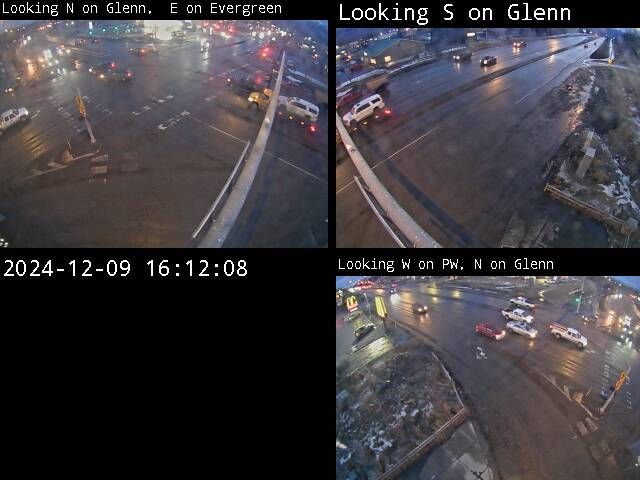 Looking N on Glenn,  E on Evergreen
Looking S on Glenn
2024-12-09 16:12:08
Looking W on PW, N on Glenn